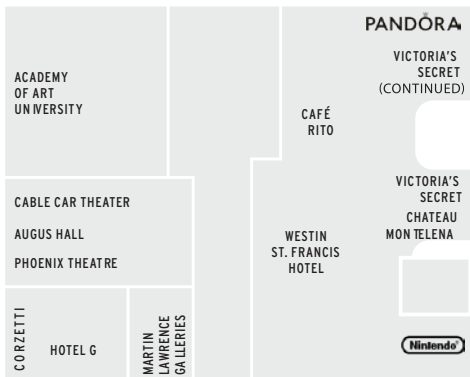 PANDÖRA
VICTORIA'S
SECRET
(CONTINUED)
ACADEMY
OF ART
UNIVERSITY
CAFÉ
RITO
VICTORIA'S
SECRET
CHATEAU
MONTELENA
CABLE CAR THEATER
AUGUS HALL
PHOENIX THEATRE
WESTIN
ST. FRANCIS
HOTEL
CORZETTI
HOTEL G
MARTIN
LAWRENCE
GALLERIES
Nintendo